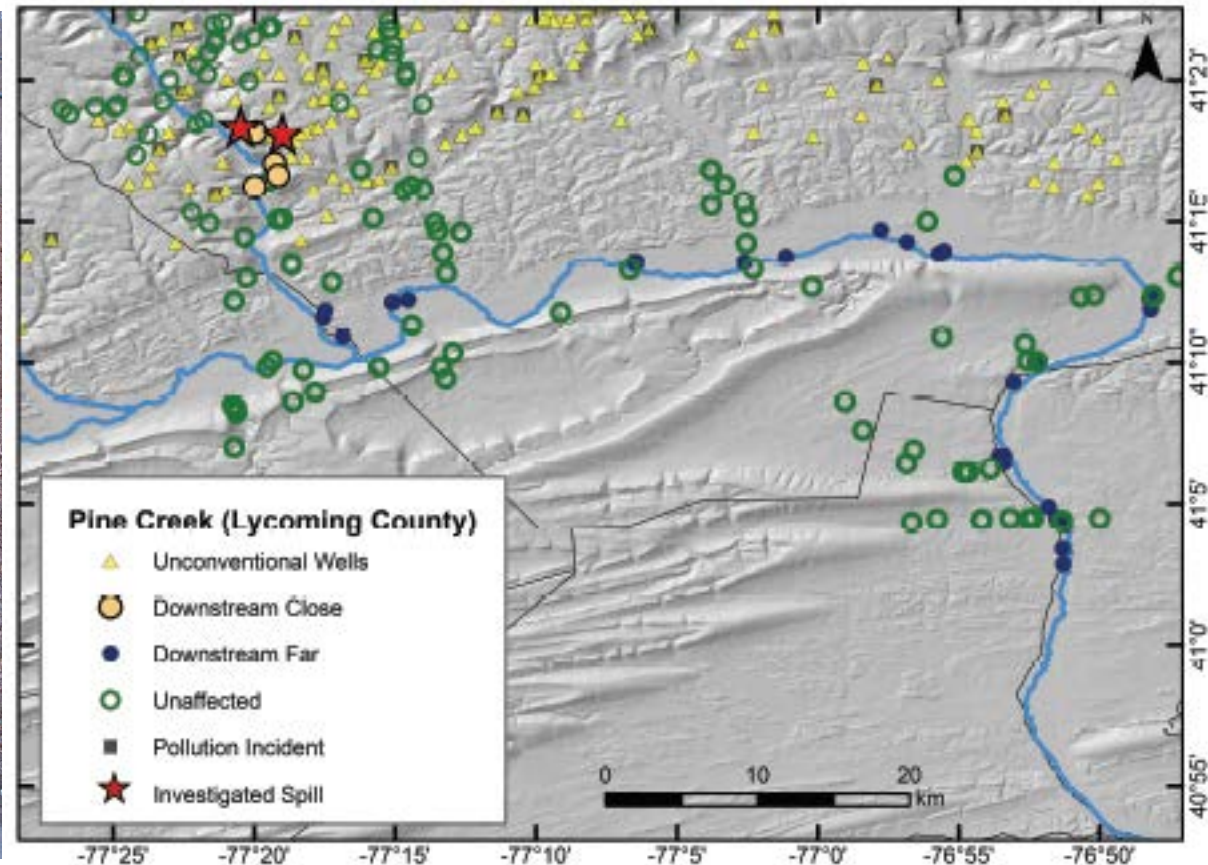 N
41°20'
41°15'
41°10'
41°5'
41°0'
40°55'
Pine Creek (Lycoming County)
Unconventional Wells
Downstream Close
Downstream Far
Unaffected
Pollution Incident
Investigated Spill
0 10 20
km
-77°25' -77°20' -77°15' -77°10' -77°5' -77°0' -76°55' -76°50'